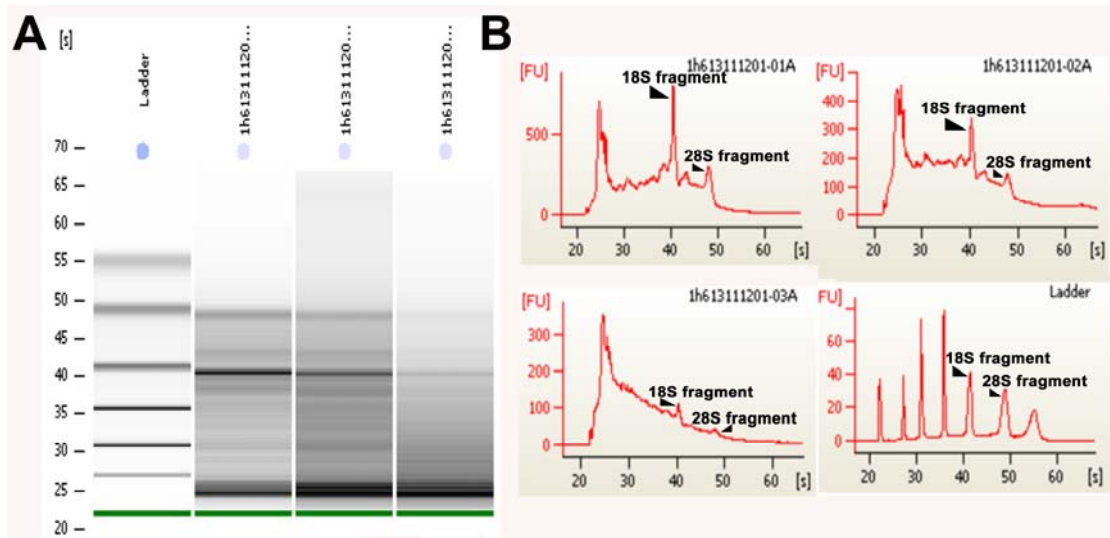 A
[s]
Ladder
1h613111120...
1h613111120...
1h613111120...
70
65
60
55
50
45
40
35
30
25
20
B
[FU]
1h613111201-01A
18S fragment
28S fragment
500
0
20 30 40 50 60 [s]
[FU]
1h613111201-02A
18S fragment
28S fragment
400
300
200
100
0
20 30 40 50 60 [s]
[FU]
1h613111201-03A
18S fragment
28S fragment
300
200
100
0
20 30 40 50 60 [s]
FU]
Ladder
18S fragment
28S fragment
60
40
20
0
20 30 40 50 60 [s]